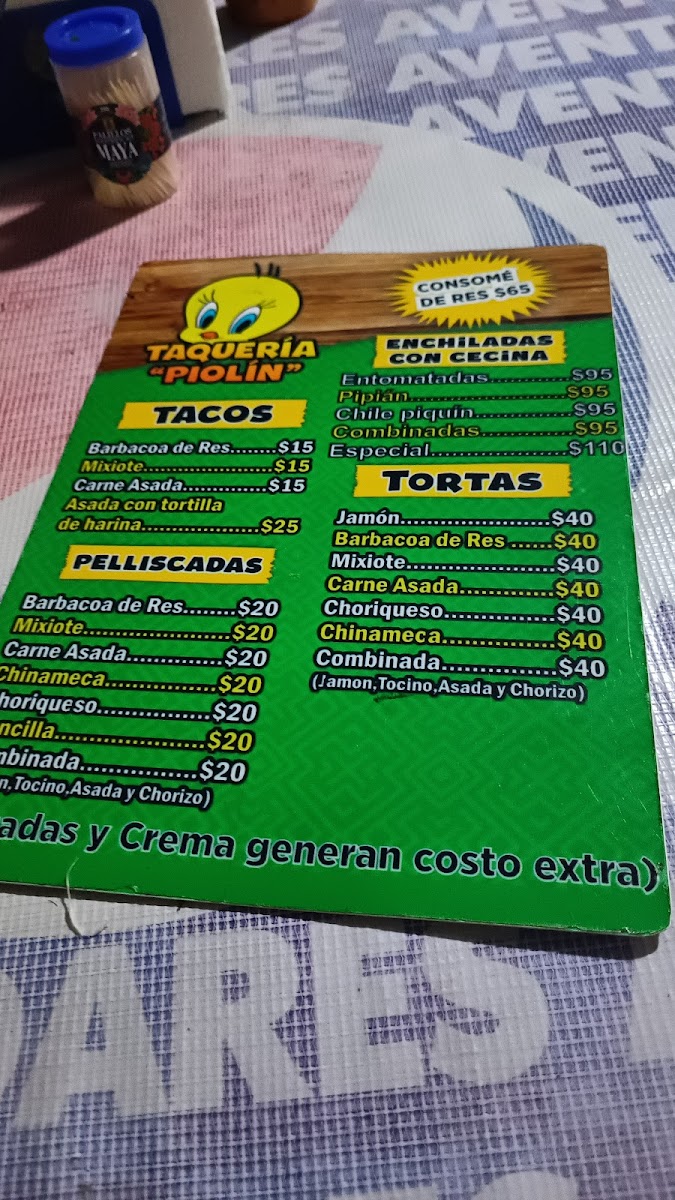 PALILLOS
MAYA
AVENT
AVENT
AVENT
TAQUERÍA
"PIOLÍN"
CONSOMÉ
DE RES $65
TACOS
Barbacoa de Res........$15
Mixiote......................$15
Carne Asada..............$15
Asada con tortilla
de harina....................$25
PELLISCADAS
Barbacoa de Res........$20
Mixiote.........................$20
Carne Asada................$20
Chinameca...................$20
horiqueso...................$20
ncilla..........................$20
mbinada...................$20
n,Tocino,Asada y Chorizo)
ENCHILADAS
CON CECINA
Entomatadas..............$95
Pipián..........................$95
Chile piquín.................$95
Combinadas................$95
Especial......................$110
TORTAS
Jamón.........................$40
Barbacoa de Res ......$40
Mixiote........................$40
Carne Asada................$40
Choriqueso..................$40
Chinameca..................$40
Combinada..................$40
(Jamon,Tocino,Asada y Chorizo)
adas y Crema generan costo extra)
DARES